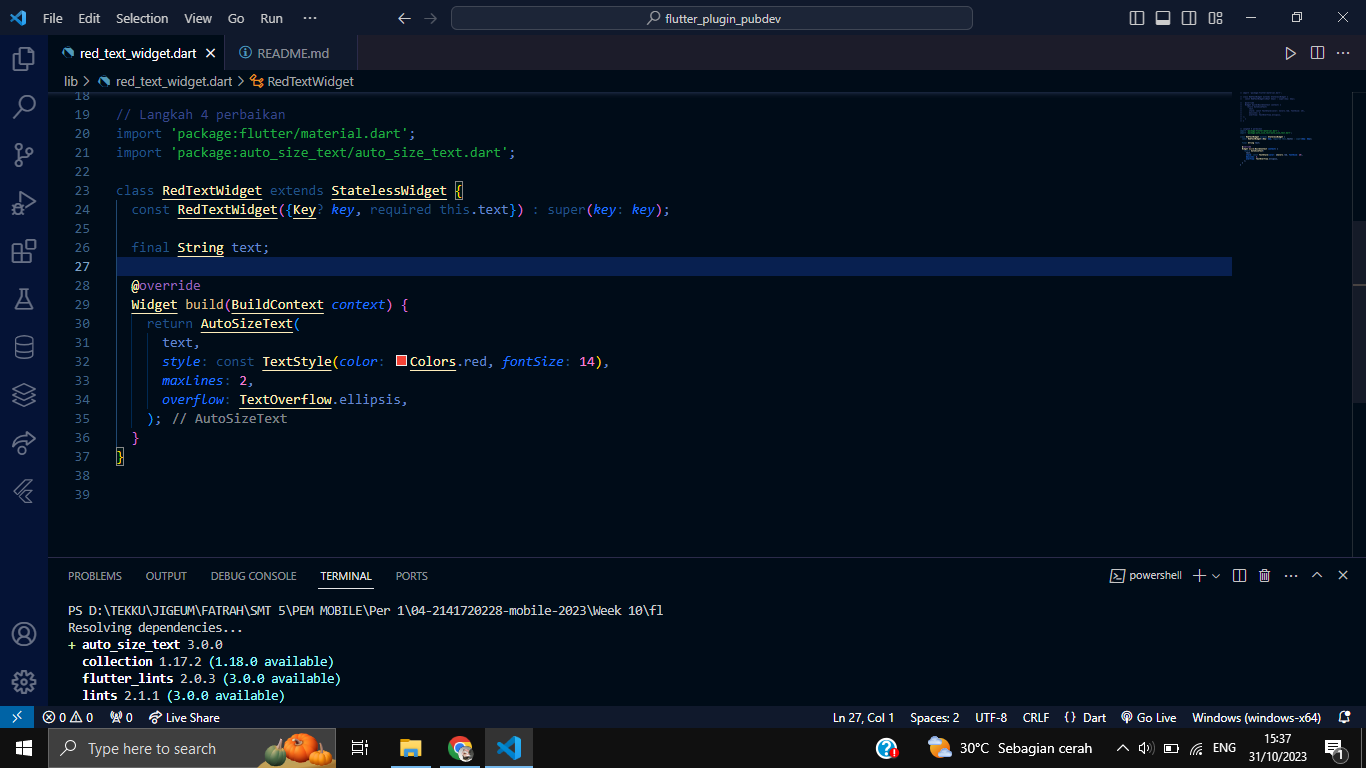 File Edit Selection View Go Run ··· flutter_plugin_pubdev
red_text_widget.dart README.md
lib > red_text_widget.dart > RedTextWidget
18
19 // Langkah 4 perbaikan
20 import 'package:flutter/material.dart';
21 import 'package:auto_size_text/auto_size_text.dart';
22
23 class RedTextWidget extends StatelessWidget {
24 const RedTextWidget({Key? key, required this.text}) : super(key: key);
25
26 final String text;
27
28 @override
29 Widget build(BuildContext context) {
30 return AutoSizeText(
31 text,
32 style: const TextStyle(color: Colors.red, fontSize: 14),
33 maxLines: 2,
34 overflow: TextOverflow.ellipsis,
35 ); // AutoSizeText
36 }
37 }
38
39
PROBLEMS OUTPUT DEBUG CONSOLE TERMINAL PORTS powershell
PS D:\TEKKU\JIGEUM\FATRAH\SMT 5\PEM MOBILE\Per 1\04-2141720228-mobile-2023\Week 10\fl
Resolving dependencies...
+ auto_size_text 3.0.0
collection 1.17.2 (1.18.0 available)
flutter_lints 2.0.3 (3.0.0 available)
lints 2.1.1 (3.0.0 available)
0 0 0 Live Share Ln 27, Col 1 Spaces: 2 UTF-8 CRLF {} Dart Go Live Windows (windows-x64)
Type here to search 30°C Sebagian cerah ENG 15:37
31/10/2023 1